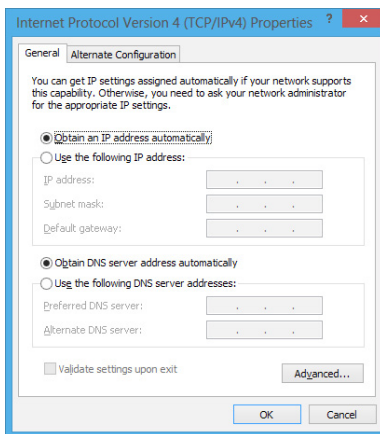 Internet Protocol Version 4 (TCP/IPv4) Properties ? ×
General Alternate Configuration
You can get IP settings assigned automatically if your network supports
this capability. Otherwise, you need to ask your network administrator
for the appropriate IP settings.
Obtain an IP address automatically
Use the following IP address:
IP address:
Subnet mask:
Default gateway:
Obtain DNS server address automatically
Use the following DNS server addresses:
Preferred DNS server:
Alternate DNS server:
Validate settings upon exit
Advanced...
OK Cancel